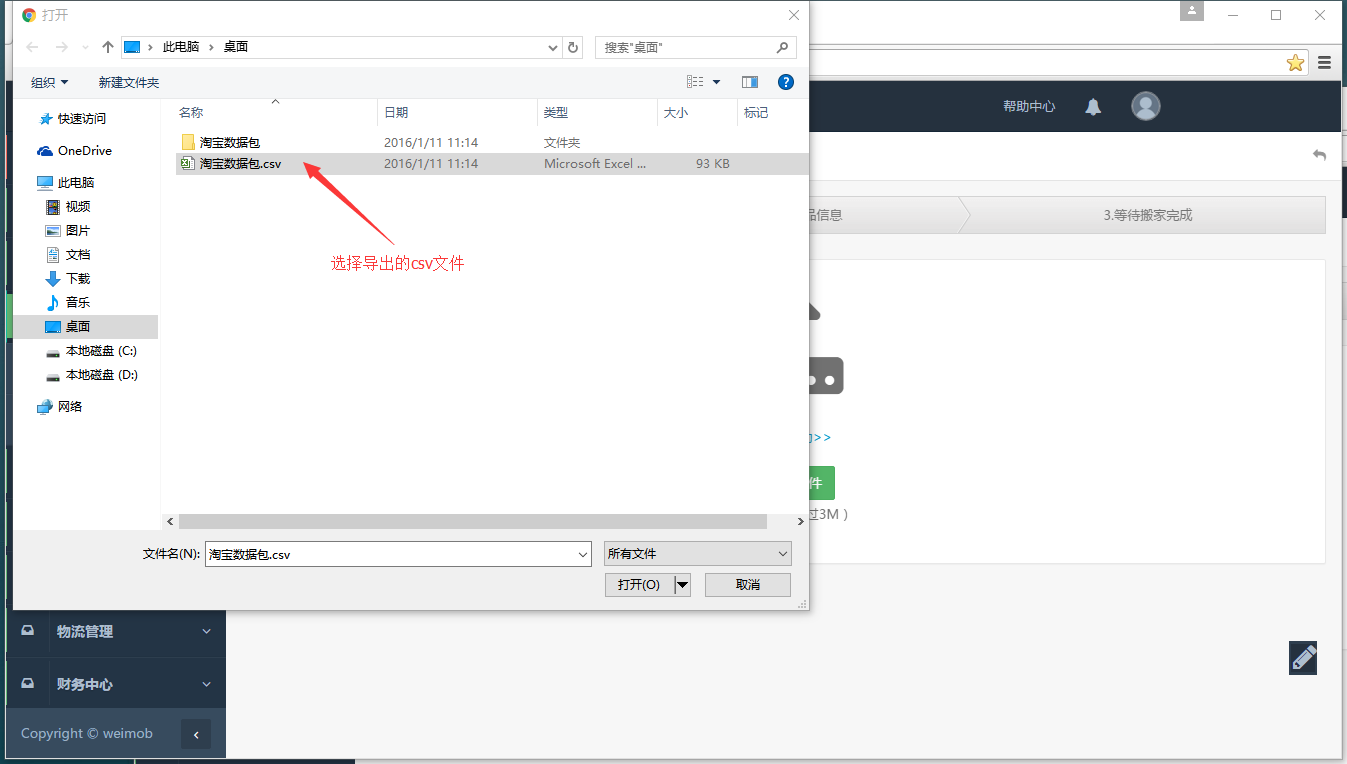 打开
此电脑 桌面
搜索"桌面"
组织 新建文件夹
名称 日期 类型 大小 标记
淘宝数据包 2016/1/11 11:14 文件夹
淘宝数据包.csv 2016/1/11 11:14 Microsoft Excel ... 93 KB
选择导出的csv文件
快速访问
OneDrive
此电脑
视频
图片
文档
下载
音乐
桌面
本地磁盘 (C:)
本地磁盘 (D:)
网络
文件名(N): 淘宝数据包.csv 所有文件
打开(O) 取消
帮助中心
品信息 3.等待搬家完成
>>
件
过3M )
物流管理
财务中心
Copyright © weimob